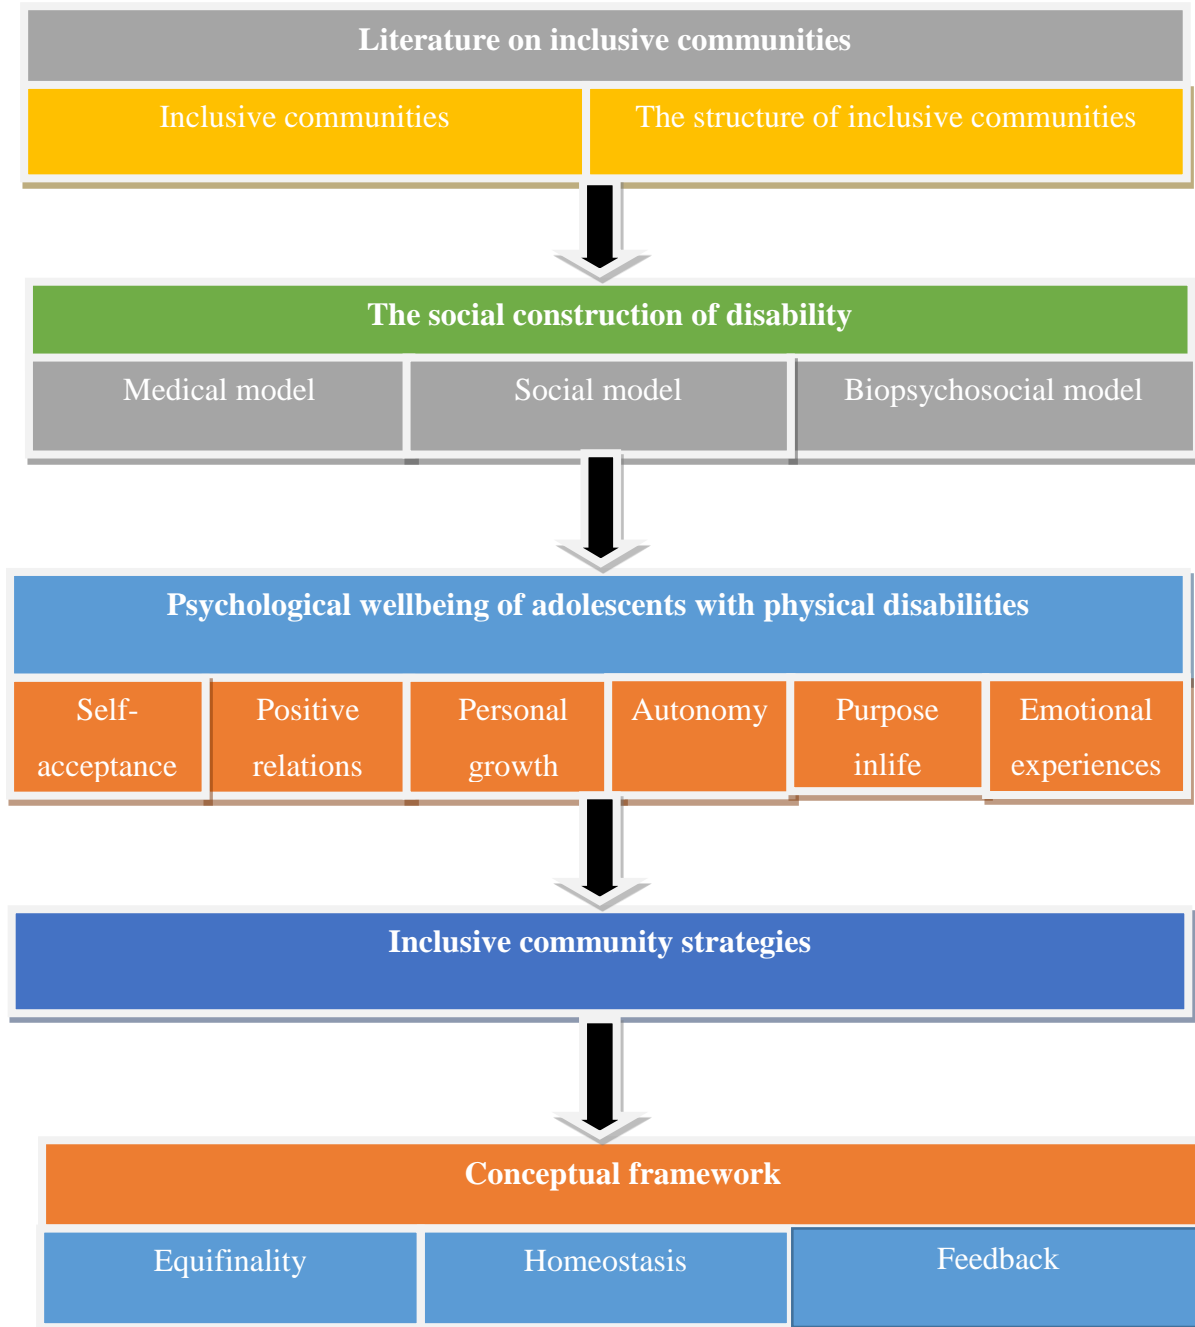 Literature on inclusive communities
Inclusive communities
The structure of inclusive communities
The social construction of disability
Medical model
Social model
Biopsychosocial model
Psychological wellbeing of adolescents with physical disabilities
Self-
acceptance
Positive
relations
Personal
growth
Autonomy
Purpose
inlife
Emotional
experiences
Inclusive community strategies
Conceptual framework
Equifinality
Homeostasis
Feedback